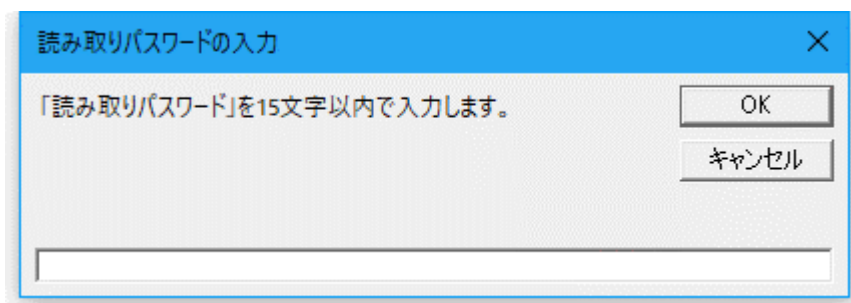 読み取りパスワードの入力
「読み取りパスワード」を15文字以内で入力します。
OK
キャンセル